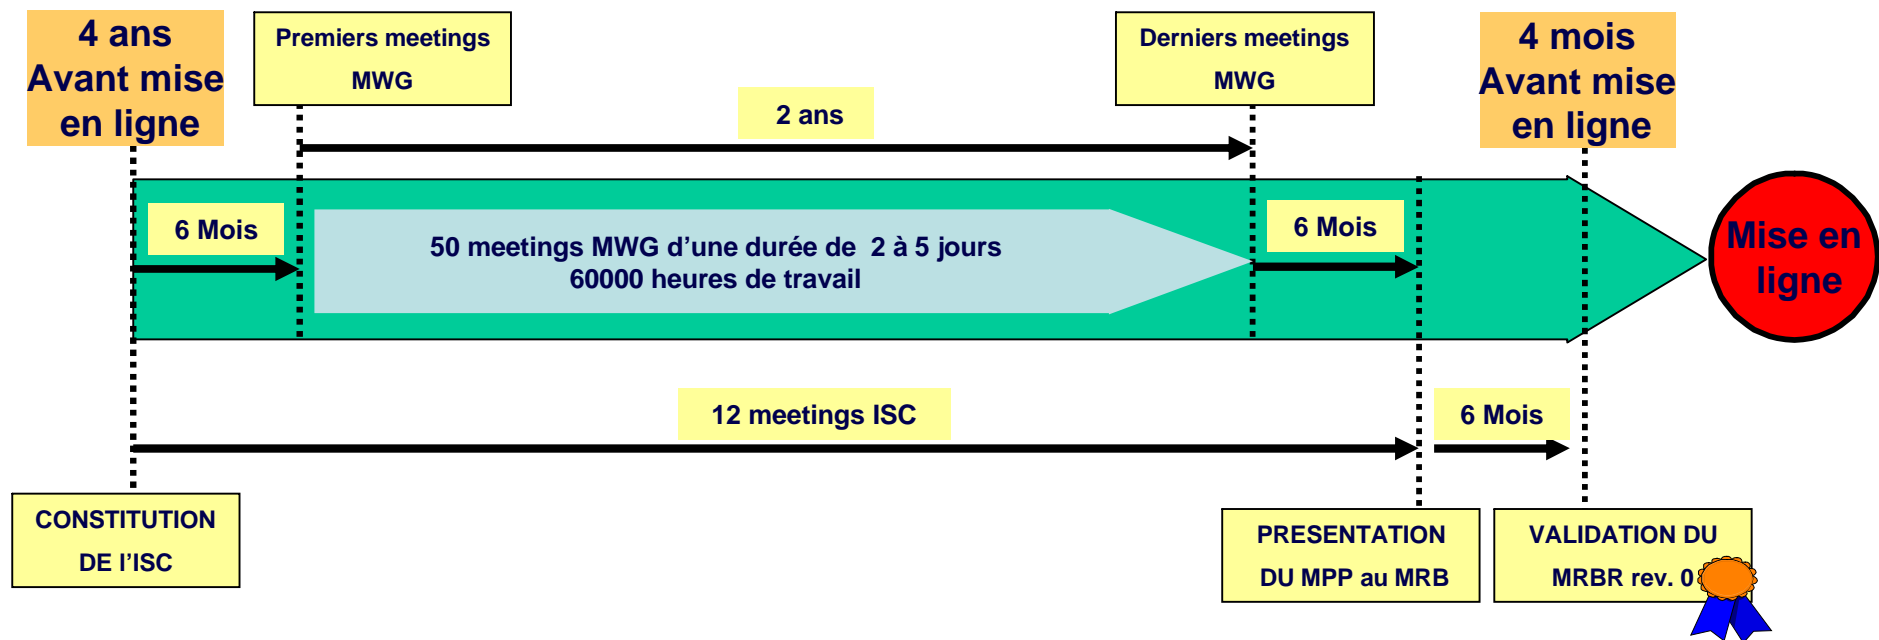 4 ans
Avant mise
en ligne
Premiers meetings
MWG
2 ans
Derniers meetings
MWG
4 mois
Avant mise
en ligne
6 Mois
50 meetings MWG d’une durée de 2 à 5 jours
60000 heures de travail
6 Mois
Mise en
ligne
12 meetings ISC
6 Mois
CONSTITUTION
DE l’ISC
PRESENTATION
DU MPP au MRB
VALIDATION DU
MRBR rev. 0